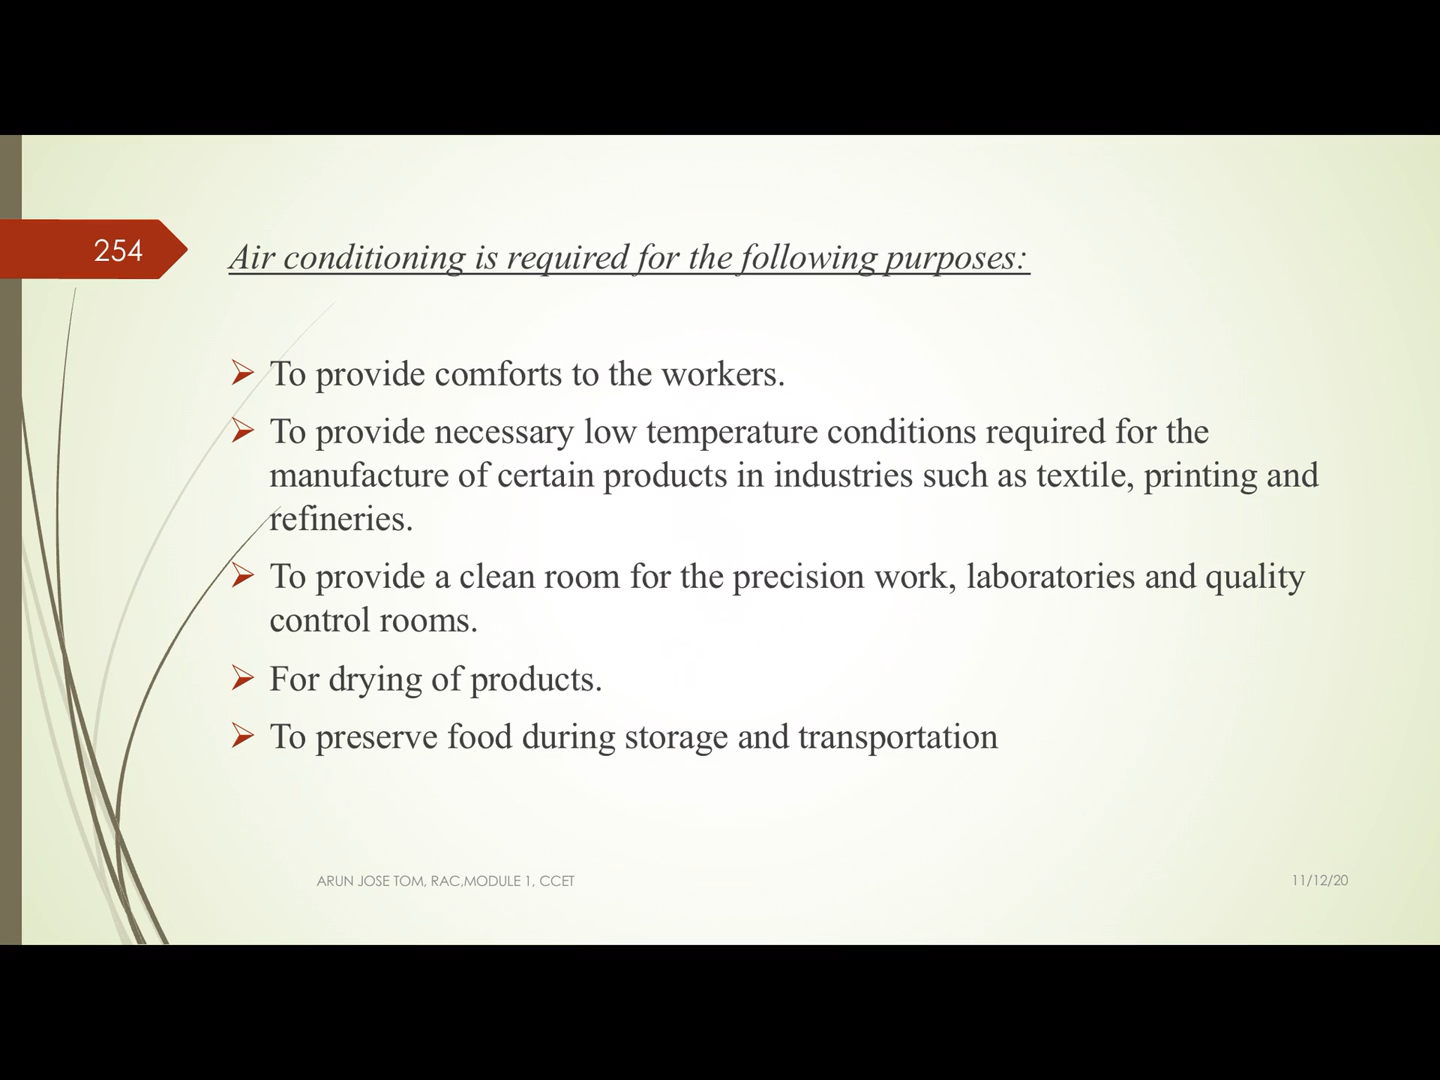 254
Air conditioning is required for the following purposes:
To provide comforts to the workers.
To provide necessary low temperature conditions required for the
manufacture of certain products in industries such as textile, printing and
refineries.
To provide a clean room for the precision work, laboratories and quality
control rooms.
For drying of products.
To preserve food during storage and transportation
ARUN JOSE TOM, RAC,MODULE 1, CCET
11/12/20